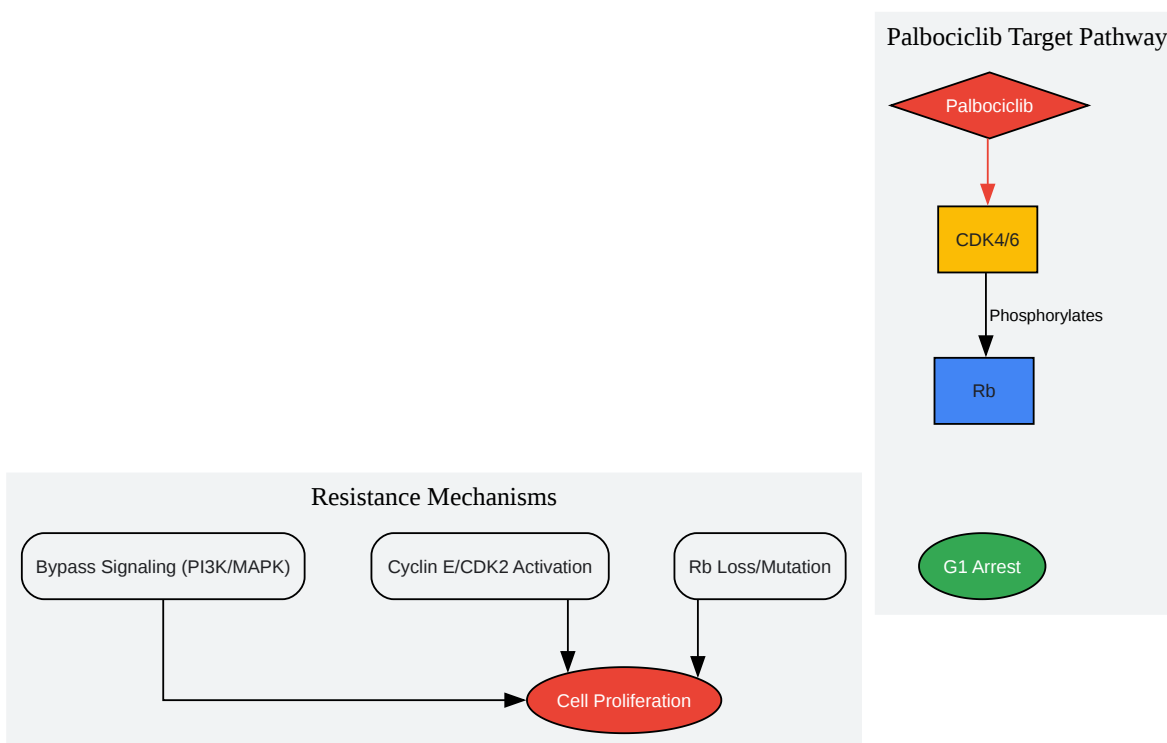 Palbociclib Target Pathway
Palbociclib
CDK4/6
Phosphorylates
Rb
G1 Arrest
Resistance Mechanisms
Bypass Signaling (PI3K/MAPK)
Cyclin E/CDK2 Activation
Rb Loss/Mutation
Cell Proliferation